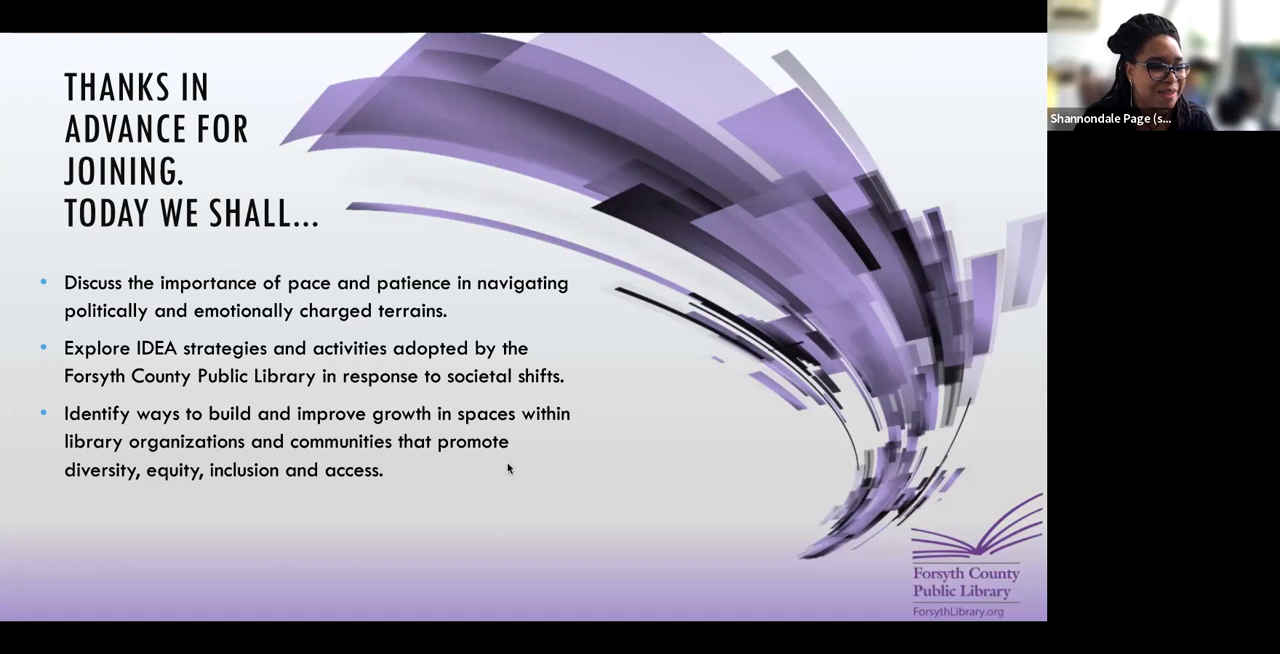 THANKS IN
ADVANCE FOR
JOINING.
TODAY WE SHALL...
• Discuss the importance of pace and patience in navigating
politically and emotionally charged terrains.
• Explore IDEA strategies and activities adopted by the
Forsyth County Public Library in response to societal shifts.
• Identify ways to build and improve growth in spaces within
library organizations and communities that promote
diversity, equity, inclusion and access.
Forsyth County
Public Library
ForsythLibrary.org
Shannondale Page (s...